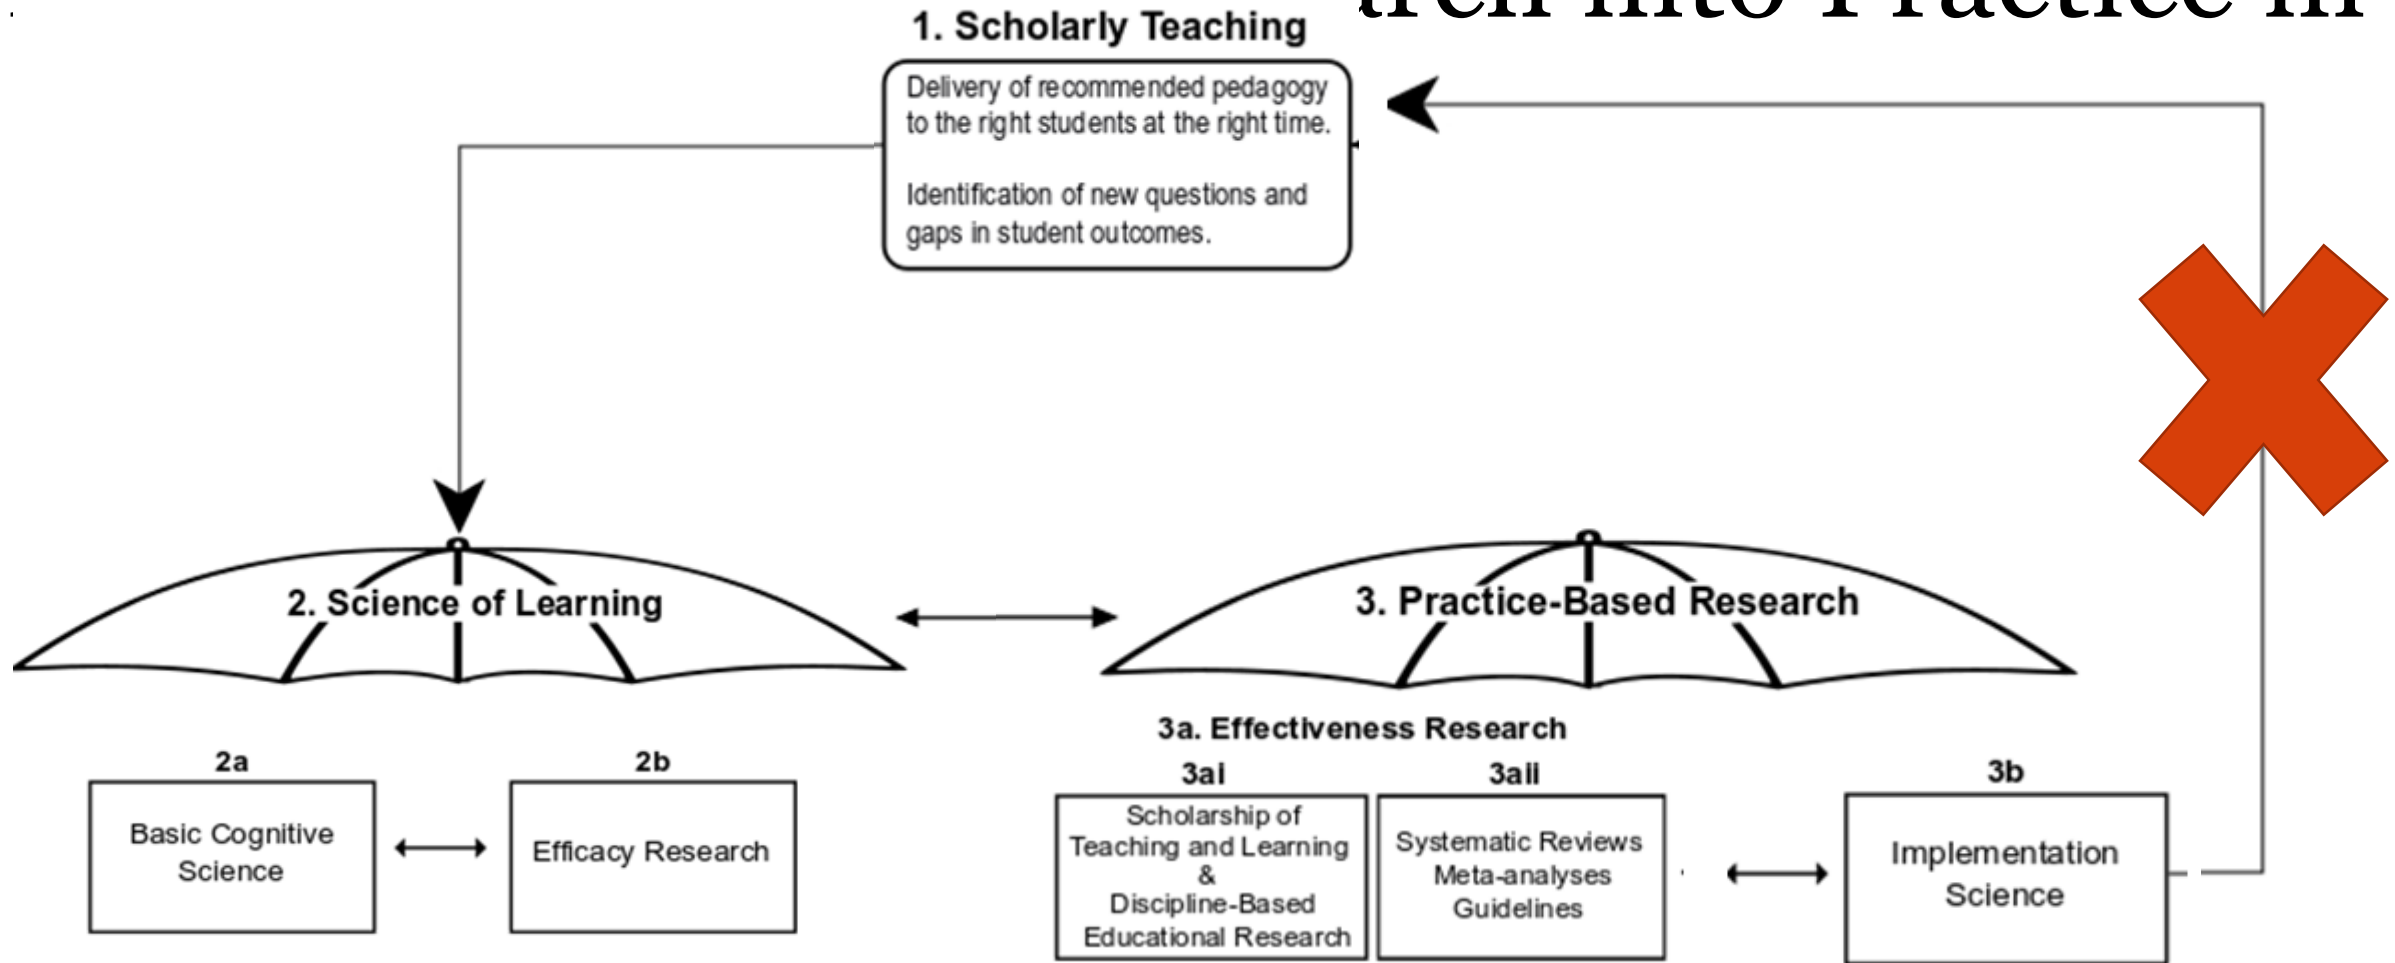 into Practice in
1. Scholarly Teaching
Delivery of recommended pedagogy
to the right students at the right time.
Identification of new questions and
gaps in student outcomes.
2. Science of Learning
3. Practice-Based Research
3a. Effectiveness Research
2a
2b
3ai
3aii
3b
Basic Cognitive
Science
Efficacy Research
Scholarship of
Teaching and Learning
&
Discipline-Based
Educational Research
Systematic Reviews
Meta-analyses
Guidelines
Implementation
Science